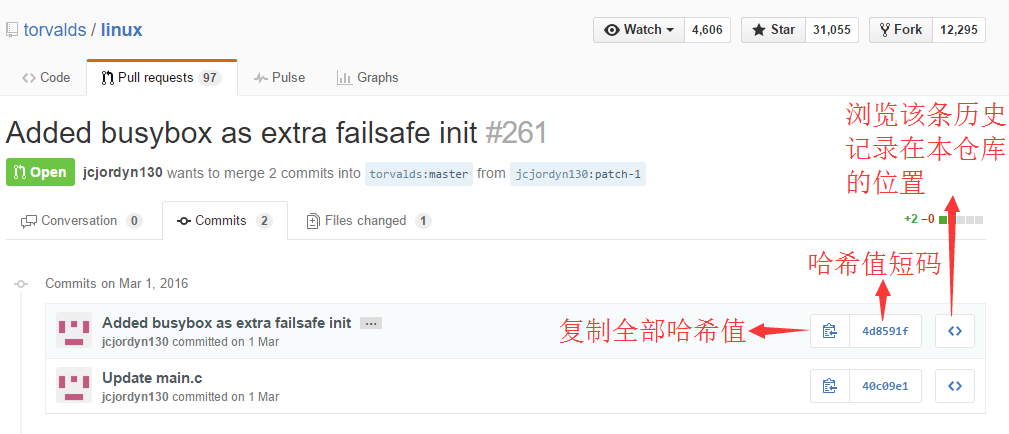 torvalds / linux
Watch 4,606 Star 31,055 Fork 12,295
Code Pull requests 97 Pulse Graphs
Added busybox as extra failsafe init #261
浏览该条历史
记录在本仓库
的位置
Open jcjordyn130 wants to merge 2 commits into torvalds:master from jcjordyn130:patch-1
Conversation 0 Commits 2 Files changed 1 +2 −0
哈希值短码
Commits on Mar 1, 2016
Added busybox as extra failsafe init …
jcjordyn130 committed on 1 Mar
复制全部哈希值
4d8591f
Update main.c
jcjordyn130 committed on 1 Mar
40c09e1